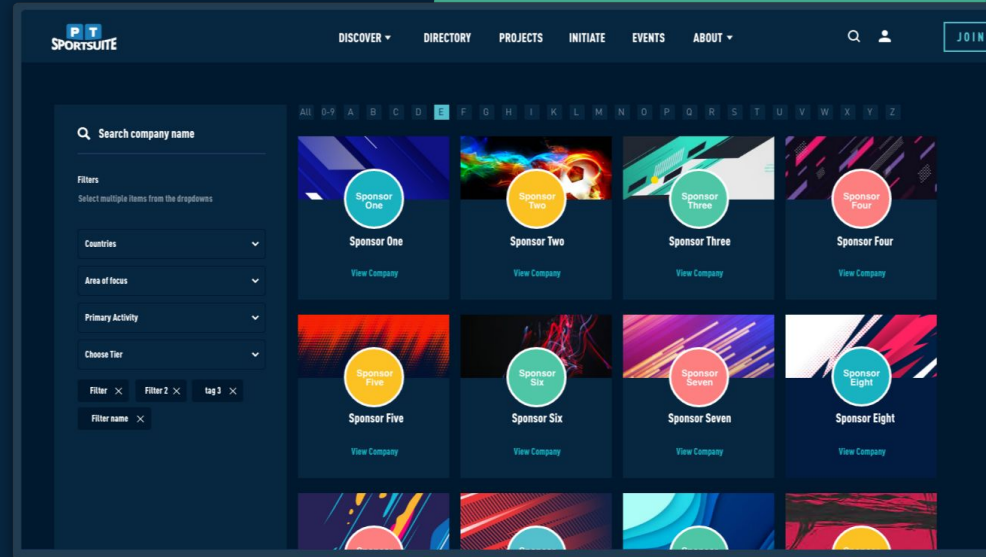 PT
SPORTSUITE
DISCOVER
DIRECTORY
PROJECTS
INITIATE
EVENTS
ABOUT
JOIN
All 0-9 A B C D E F G H I K L M N O P Q R S T U V W X Y Z
Search company name
Filters
Select multiple items from the dropdowns
Countries
Area of focus
Primary Activity
Choose Tier
Filter
Filter 2
tag 3
Filter name
Sponsor
One
Sponsor One
View Company
Sponsor
Two
Sponsor Two
View Company
Sponsor
Three
Sponsor Three
View Company
Sponsor
Four
Sponsor Four
View Company
Sponsor
Five
Sponsor Five
View Company
Sponsor
Six
Sponsor Six
View Company
Sponsor
Seven
Sponsor Seven
View Company
Sponsor
Eight
Sponsor Eight
View Company